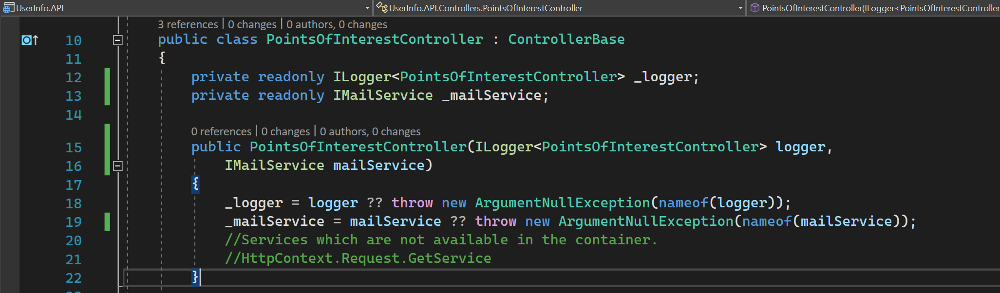 UserInfo.API UserInfo.API.Controllers.PointsOfInterestController PointsOfInterestController(ILogger<PointsOfInterestController
3 references | 0 changes | 0 authors, 0 changes
10 public class PointsOfInterestController : ControllerBase
11 {
12 private readonly ILogger<PointsOfInterestController> _logger;
13 private readonly IMailService _mailService;
14
0 references | 0 changes | 0 authors, 0 changes
15 public PointsOfInterestController(ILogger<PointsOfInterestController> logger,
16 IMailService mailService)
17 {
18 _logger = logger ?? throw new ArgumentNullException(nameof(logger));
19 _mailService = mailService ?? throw new ArgumentNullException(nameof(mailService));
20 //Services which are not available in the container.
21 //HttpContext.Request.GetService
22 }